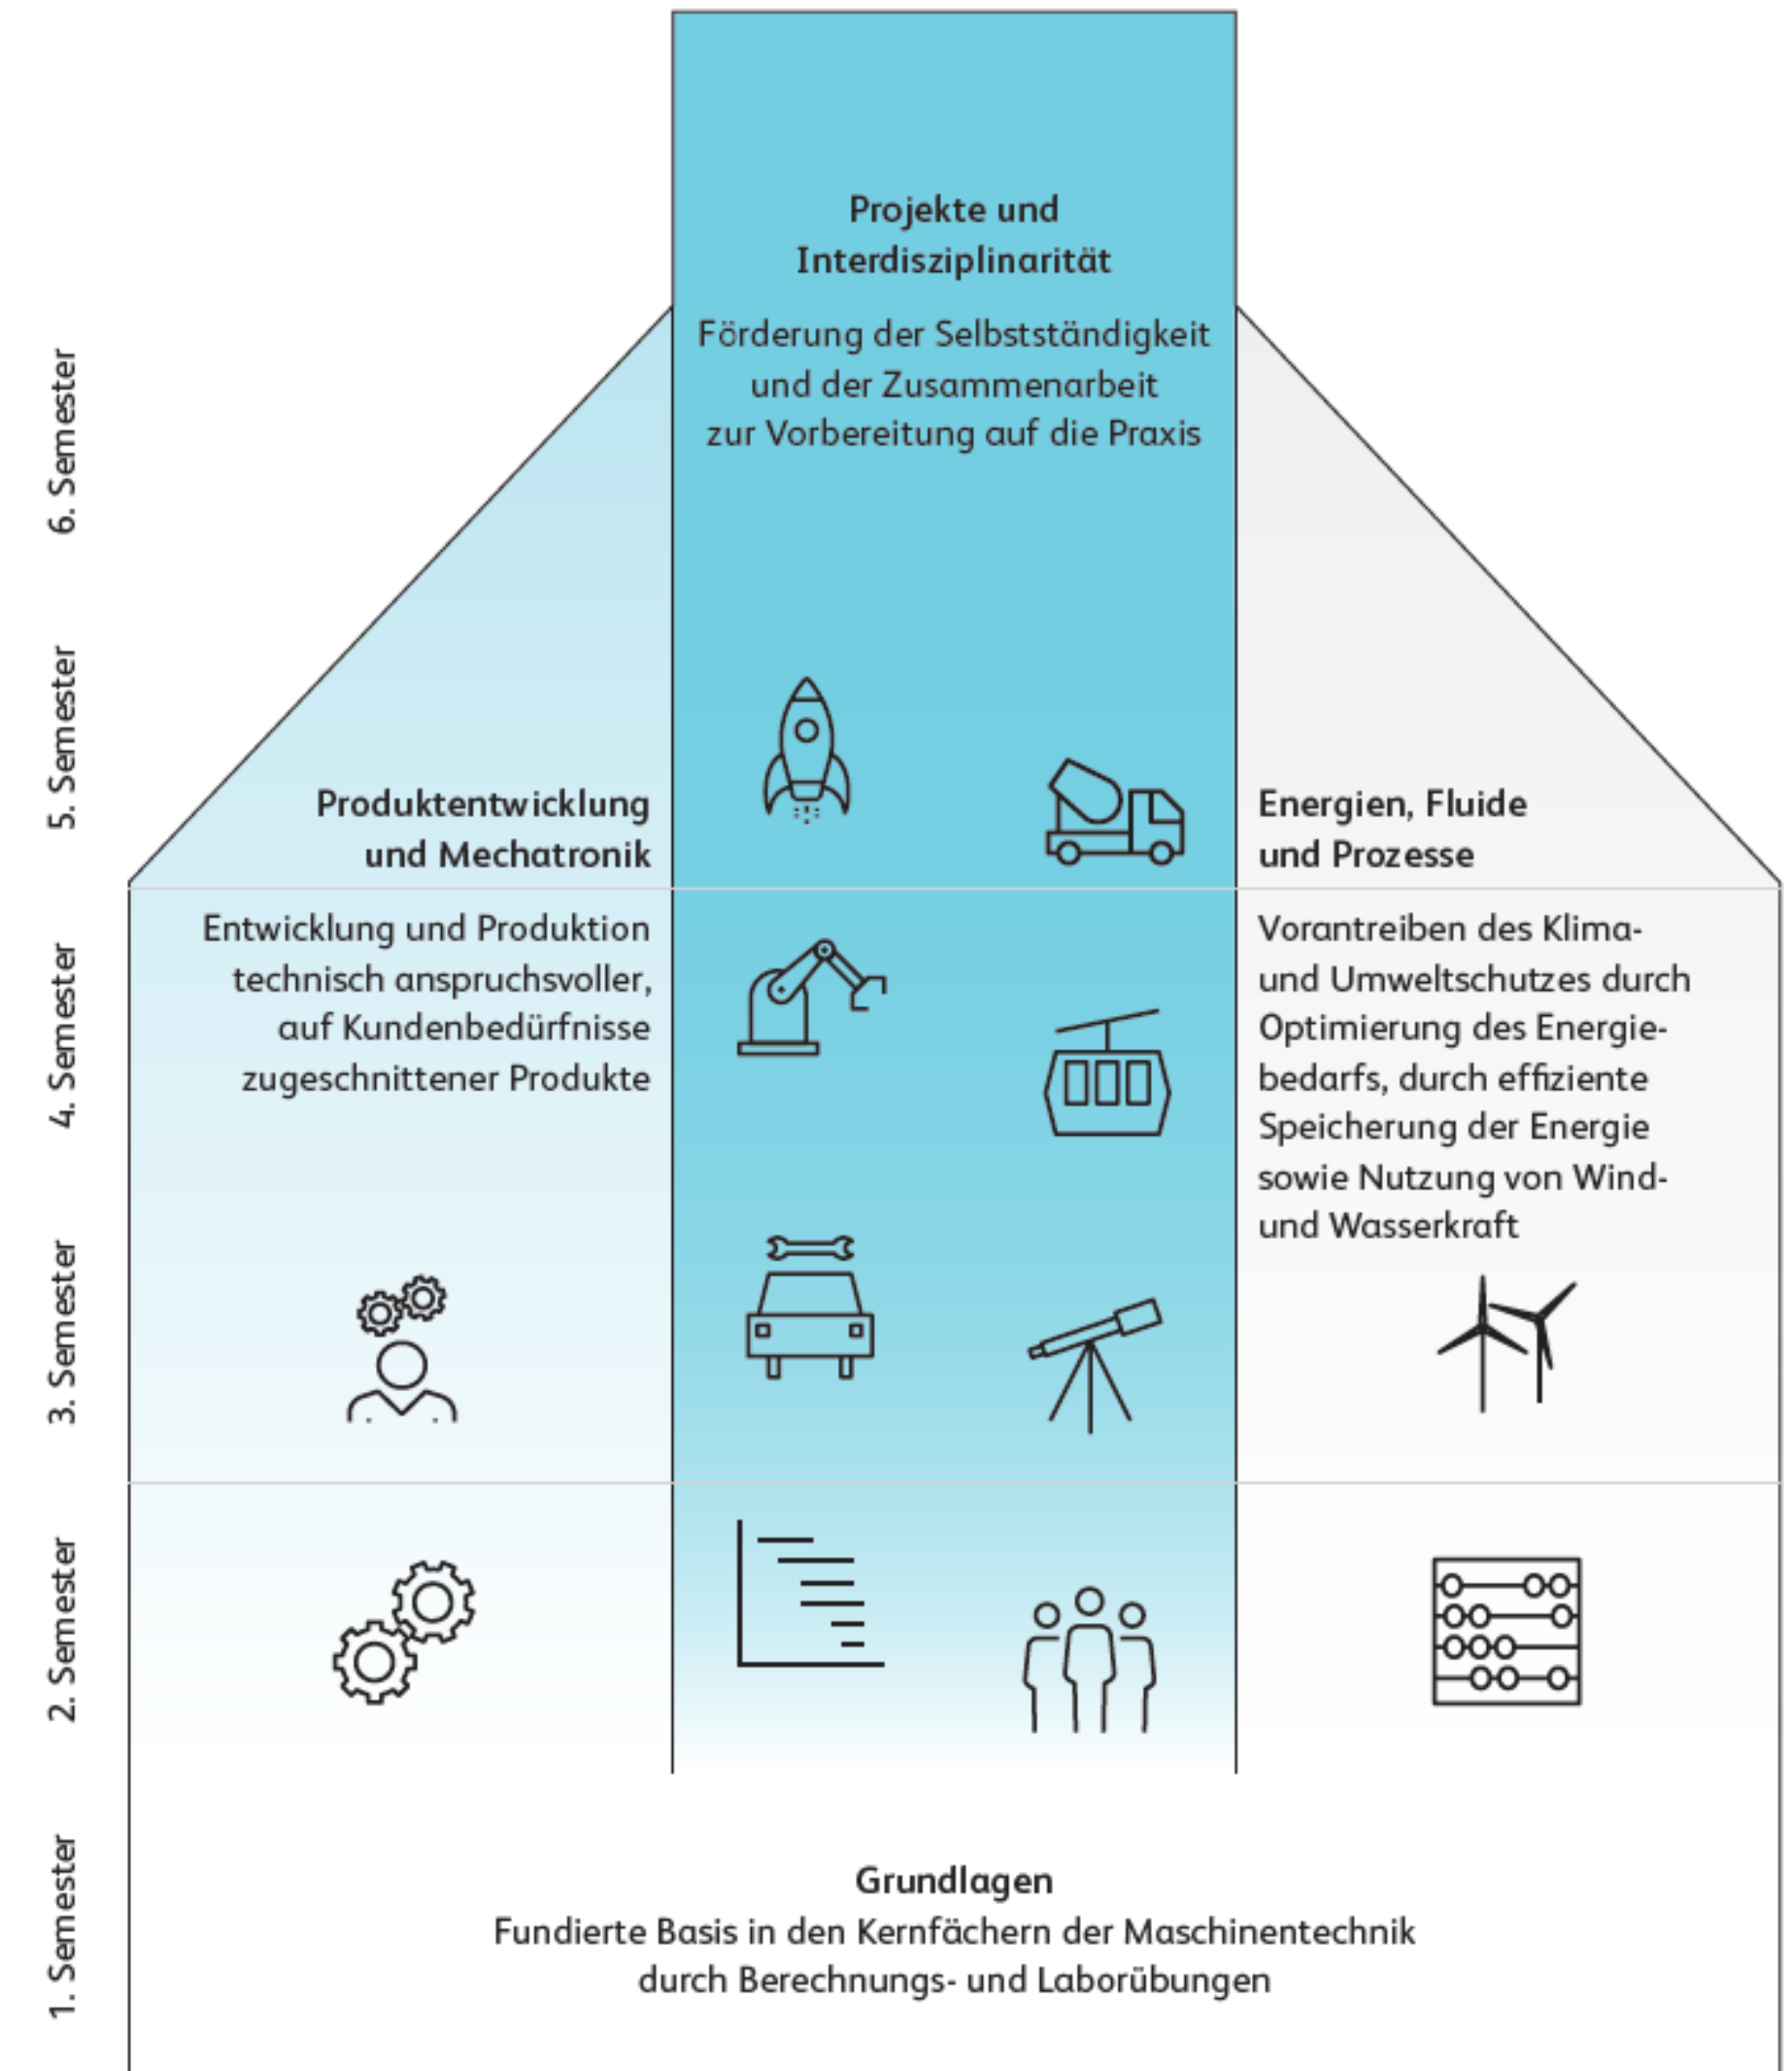 Projekte und
Interdisziplinarität
Förderung der Selbstständigkeit
und der Zusammenarbeit
zur Vorbereitung auf die Praxis
6. Semester
5. Semester
Produktentwicklung
und Mechatronik
Energien, Fluide
und Prozesse
4. Semester
Entwicklung und Produktion
technisch anspruchsvoller,
auf Kundenbedürfnisse
zugeschnittener Produkte
Vorantreiben des Klima-
und Umweltschutzes durch
Optimierung des Energie-
bedarfs, durch effiziente
Speicherung der Energie
sowie Nutzung von Wind-
und Wasserkraft
3. Semester
2. Semester
1. Semester
Grundlagen
Fundierte Basis in den Kernfächern der Maschinentechnik
durch Berechnungs- und Laborübungen